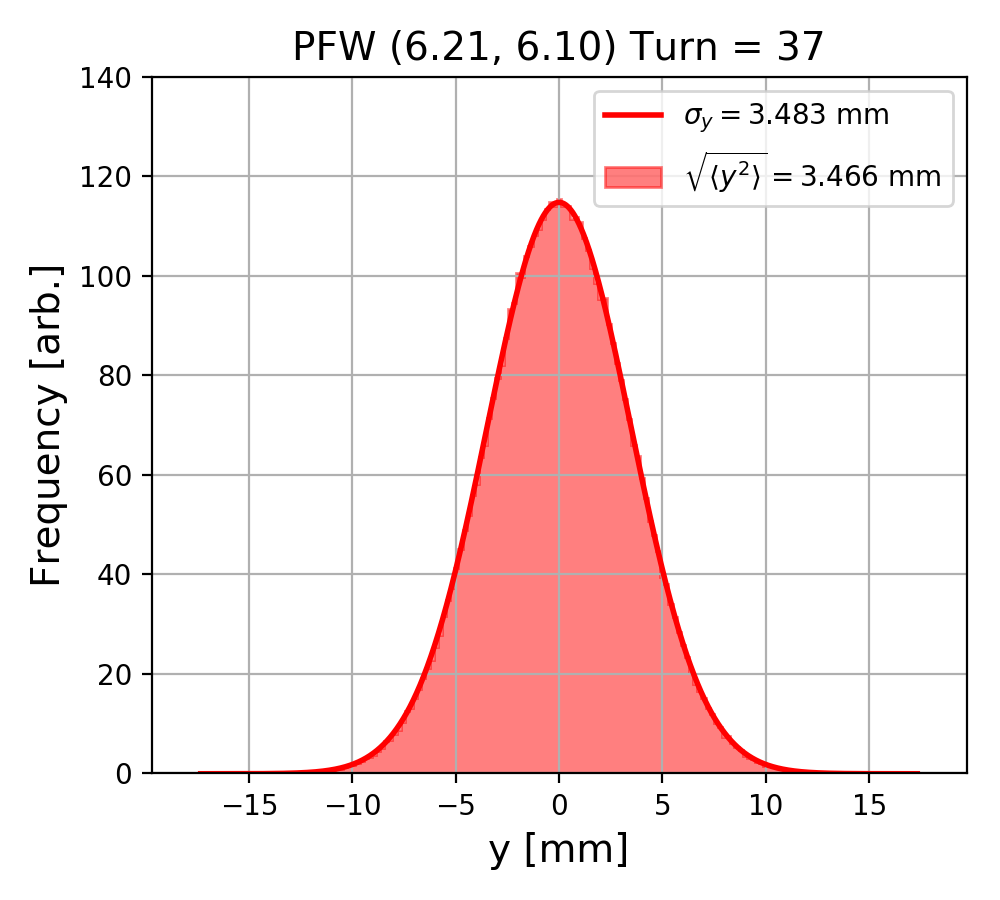 PFW (6.21, 6.10) Turn = 37
140
120
100
80
60
40
20
0
Frequency [arb.]
σ_y = 3.483 mm
√⟨y²⟩ = 3.466 mm
−15 −10 −5 0 5 10 15
y [mm]